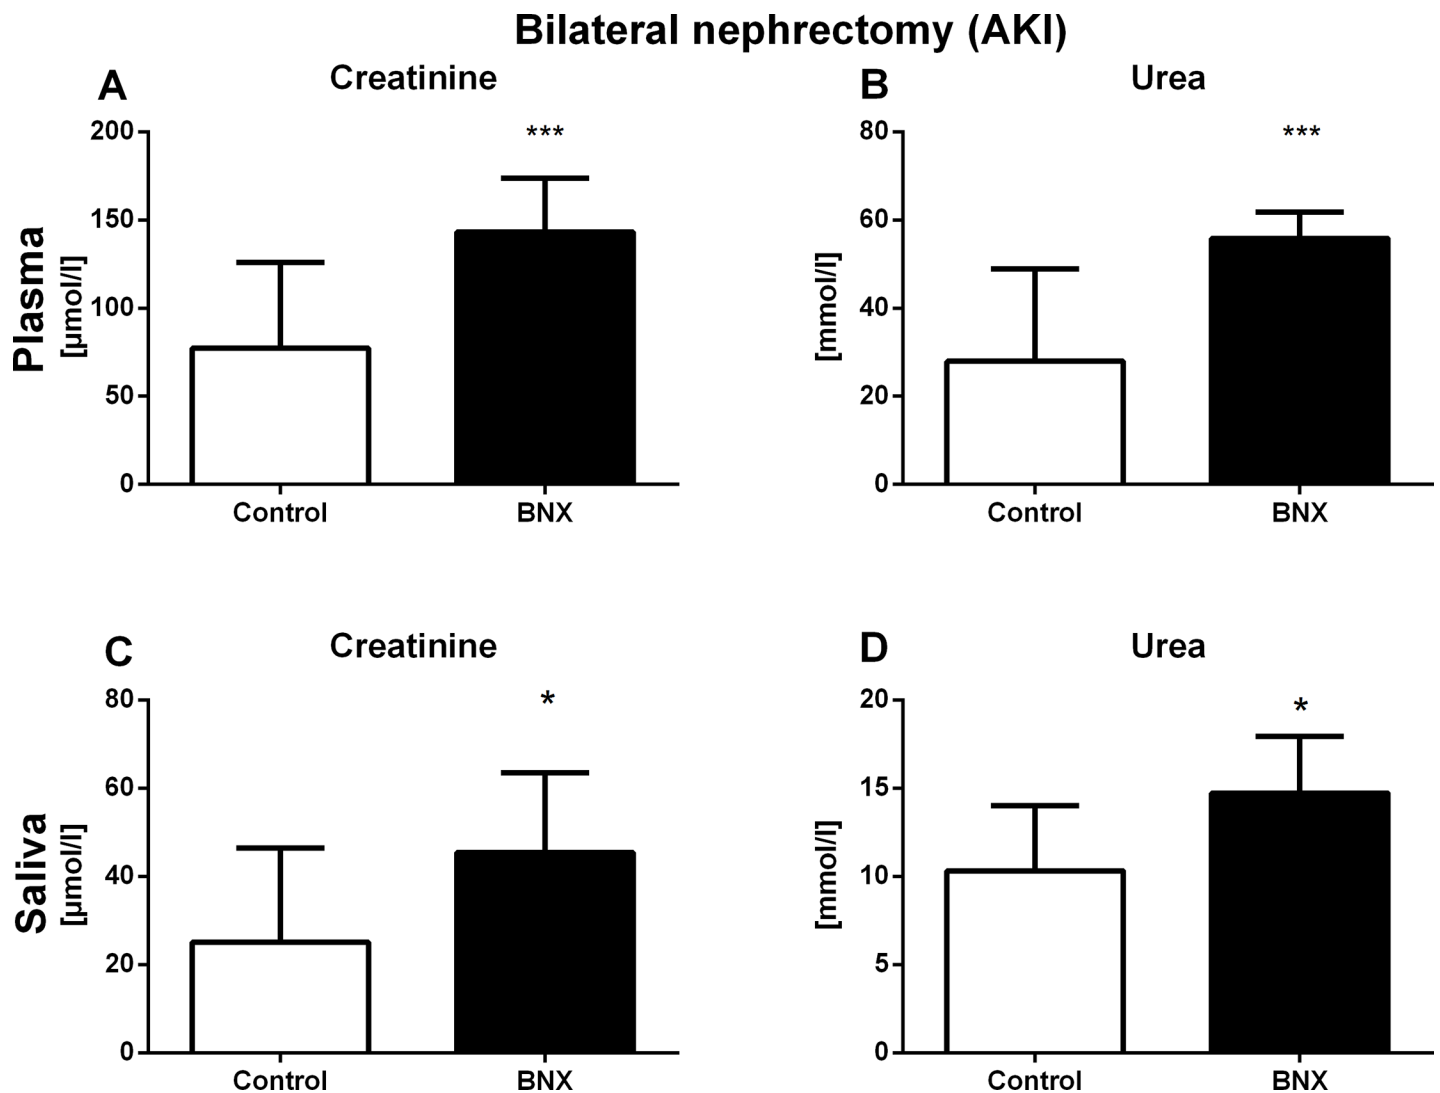 Bilateral nephrectomy (AKI)
A
Creatinine
***
200
150
100
50
0
Plasma
[µmol/l]
Control
BNX
B
Urea
***
80
60
40
20
0
[mmol/l]
Control
BNX
C
Creatinine
*
80
60
40
20
0
Saliva
[µmol/l]
Control
BNX
D
Urea
*
20
15
10
5
0
[mmol/l]
Control
BNX